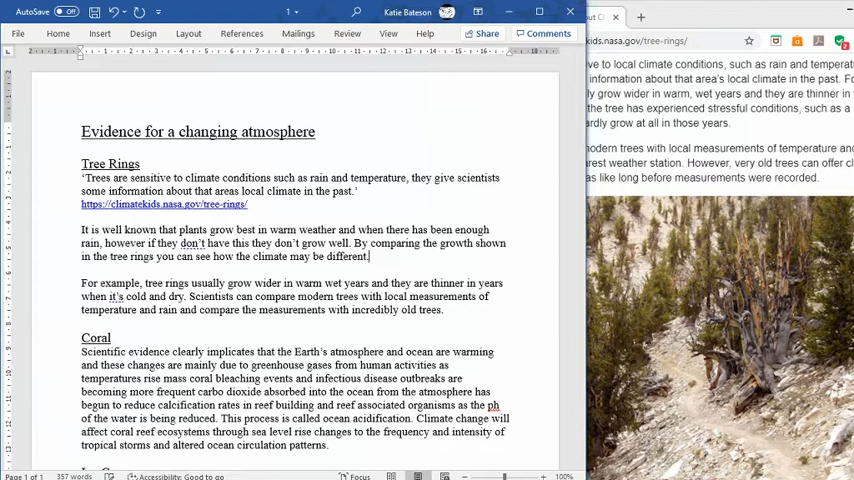 AutoSave Off 1 Katie Bateson
File Home Insert Draw Design Layout References Mailings Review View Help Share Comments
Evidence for a changing atmosphere
Tree Rings
'Trees are sensitive to climate conditions such as rain and temperature, they give scientists
some information about that areas local climate in the past.'
https://climatekids.nasa.gov/tree-rings/
It is well known that plants grow best in warm weather and when there has been enough
rain, however if they don't have this they don't grow well. By comparing the growth shown
in the tree rings you can see how the climate may be different.
For example, tree rings usually grow wider in warm wet years and they are thinner in years
when it's cold and dry. Scientists can compare modern trees with local measurements of
temperature and rain and compare the measurements with incredibly old trees.
Coral
Scientific evidence clearly implicates that the Earth's atmosphere and ocean are warming
and these changes are mainly due to greenhouse gases from human activities as
temperatures rise mass coral bleaching events and infectious disease outbreaks are
becoming more frequent carbo dioxide absorbed into the ocean from the atmosphere has
begun to reduce calcification rates in reef building and reef associated organisms as the ph
of the water is being reduced. This process is called ocean acidification. Climate change will
affect coral reef ecosystems through sea level rise changes to the frequency and intensity of
tropical storms and altered ocean circulation patterns.
Page 1 of 1 357 words Accessibility: Good to go Focus 100%
kids.nasa.gov/tree-rings/
ve to local climate conditions, such as rain and temperatu
information about that area's local climate in the past. Fo
ly grow wider in warm, wet years and they are thinner in
the tree has experienced stressful conditions, such as a
ardly grow at all in those years.
modern trees with local measurements of temperature and
arest weather station. However, very old trees can offer cl
as like long before measurements were recorded.